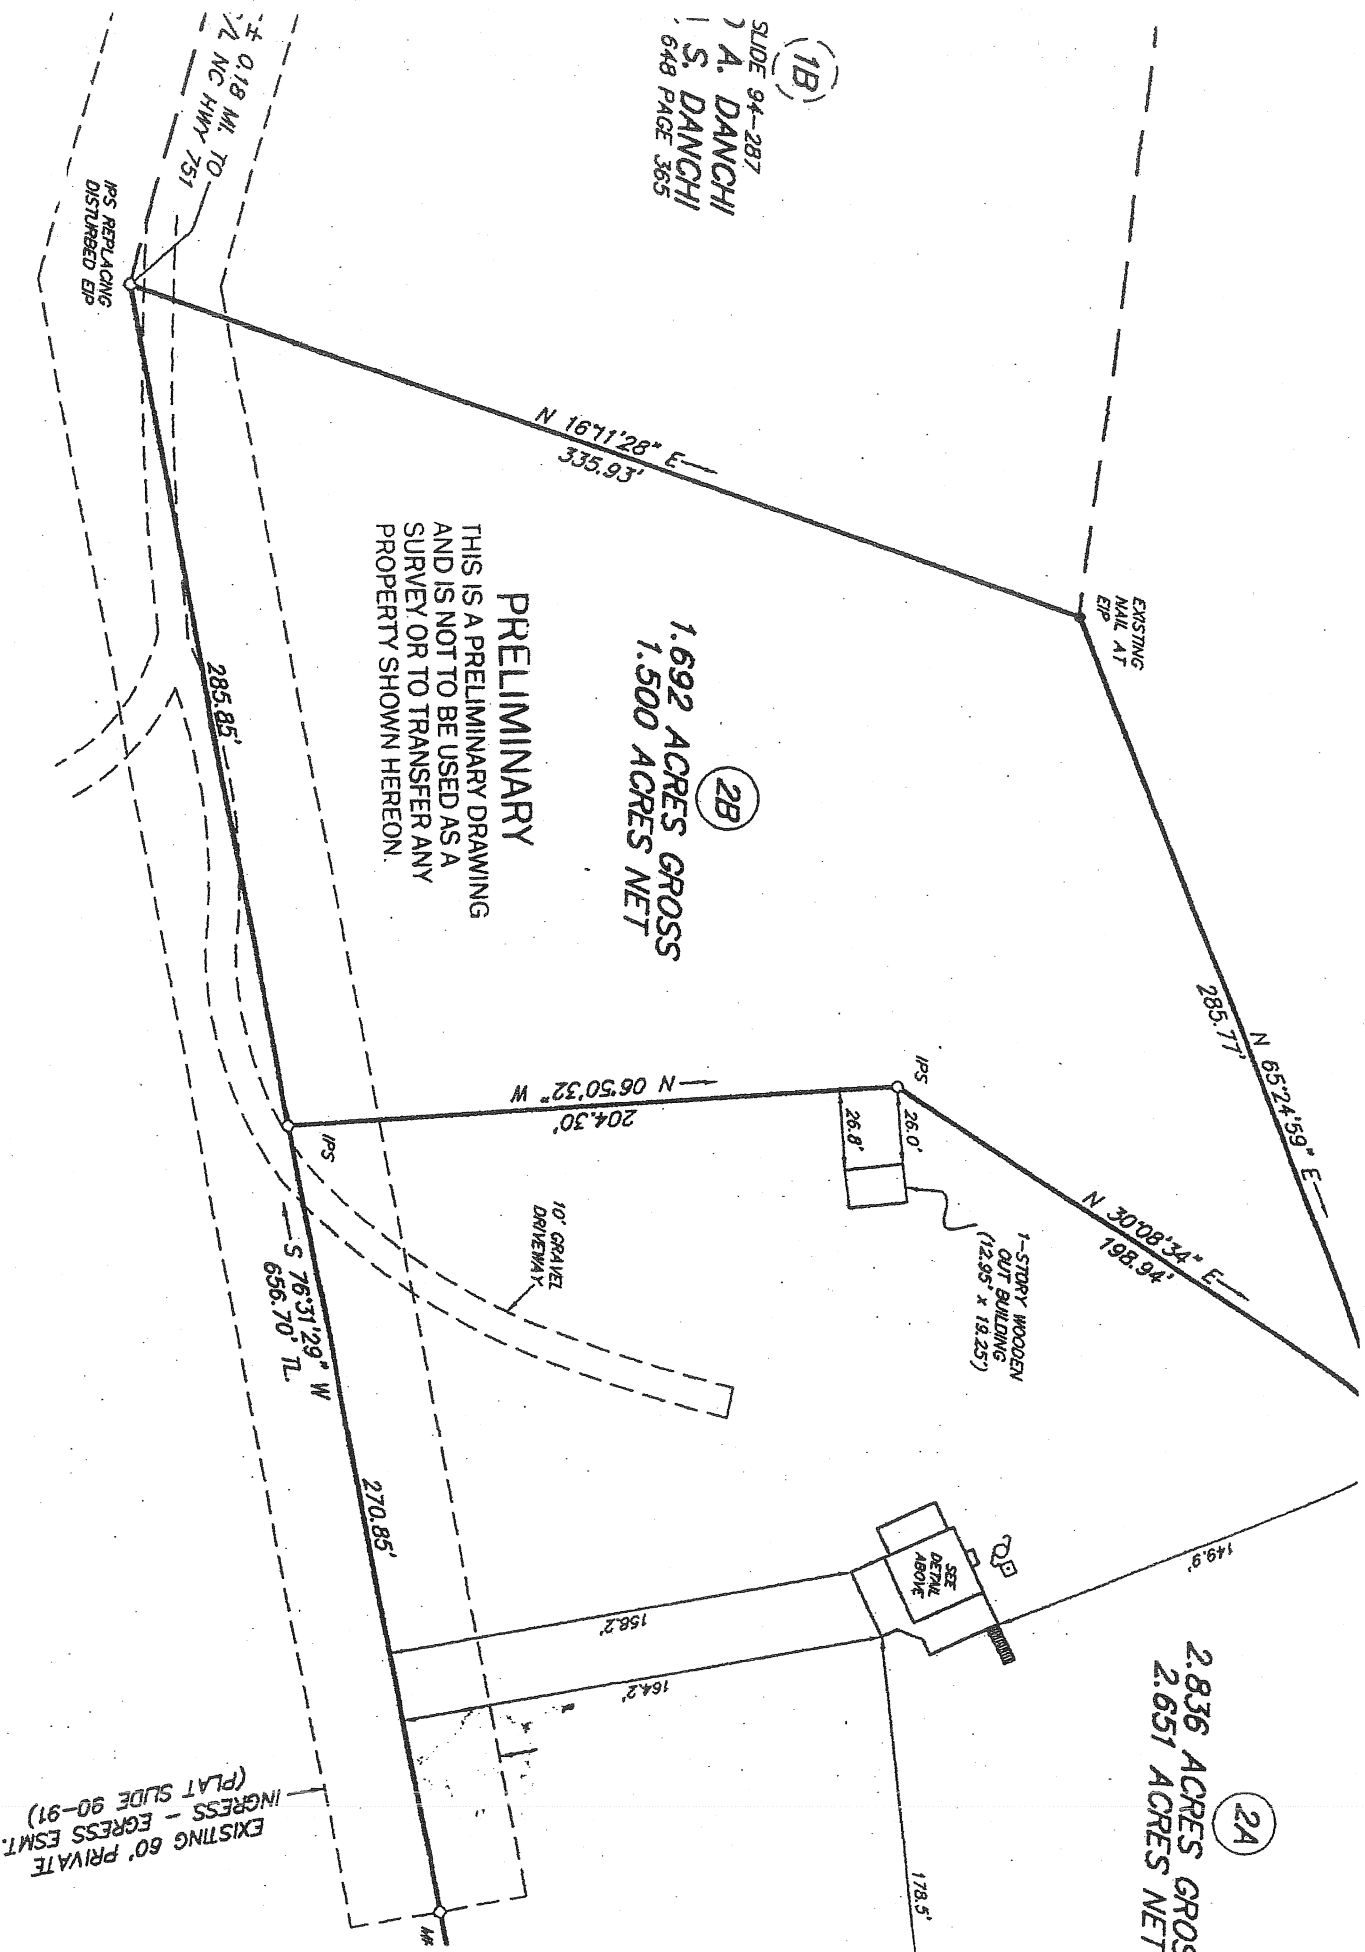 1B
SLIDE 94-287
A. DANCHI
S. DANCHI
648 PAGE 365
± 0.18 MI. TO
NC HWY 751
IPS REPLACING
DISTURBED EIP
N 16°11'28" E
335.93'
EXISTING
NAIL AT
EIP
2B
1.692 ACRES GROSS
1.500 ACRES NET
PRELIMINARY
THIS IS A PRELIMINARY DRAWING
AND IS NOT TO BE USED AS A
SURVEY OR TO TRANSFER ANY
PROPERTY SHOWN HEREON.
285.85'
N 65°24'59" E
285.77'
IPS
N 06°50'32" W
204.30'
26.0'
26.8'
IPS
N 30°08'34" E
198.94'
1-STORY WOODEN
OUT BUILDING
(12.95' x 19.25')
10' GRAVEL
DRIVEWAY
S 76°31'29" W
656.70' TL.
270.85'
SEE
DETAIL
ABOVE
149.9'
158.2'
164.2'
178.5'
2A
2.836 ACRES GROS
2.651 ACRES NET
EXISTING 60' PRIVATE
INGRESS - EGRESS ESMT.
(PLAT SLIDE 90-91)